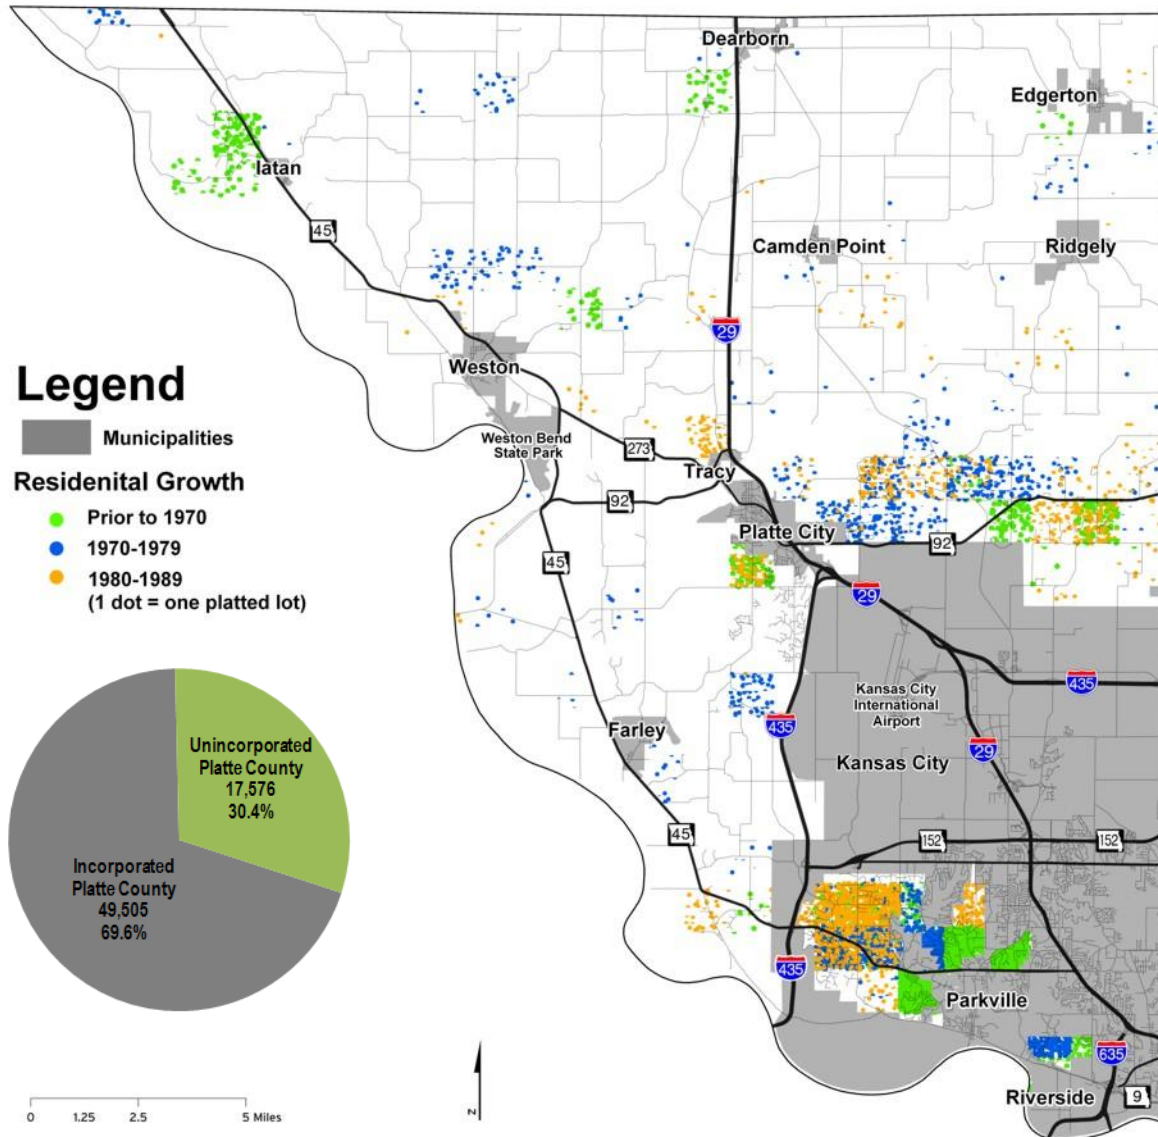 Dearborn
Edgerton
Iatan
45
Camden Point
Ridgely
29
Weston
Legend
Municipalities
Weston Bend
State Park
273
Tracy
Residenital Growth
92
Prior to 1970
Platte City
92
1970-1979
45
1980-1989
(1 dot = one platted lot)
29
435
Kansas City
International
Airport
435
Farley
29
Kansas City
Unincorporated
Platte County
17,576
30.4%
45
152
152
Incorporated
Platte County
49,505
69.6%
435
Parkville
635
Riverside
9
0 1.25 2.5 5 Miles
z